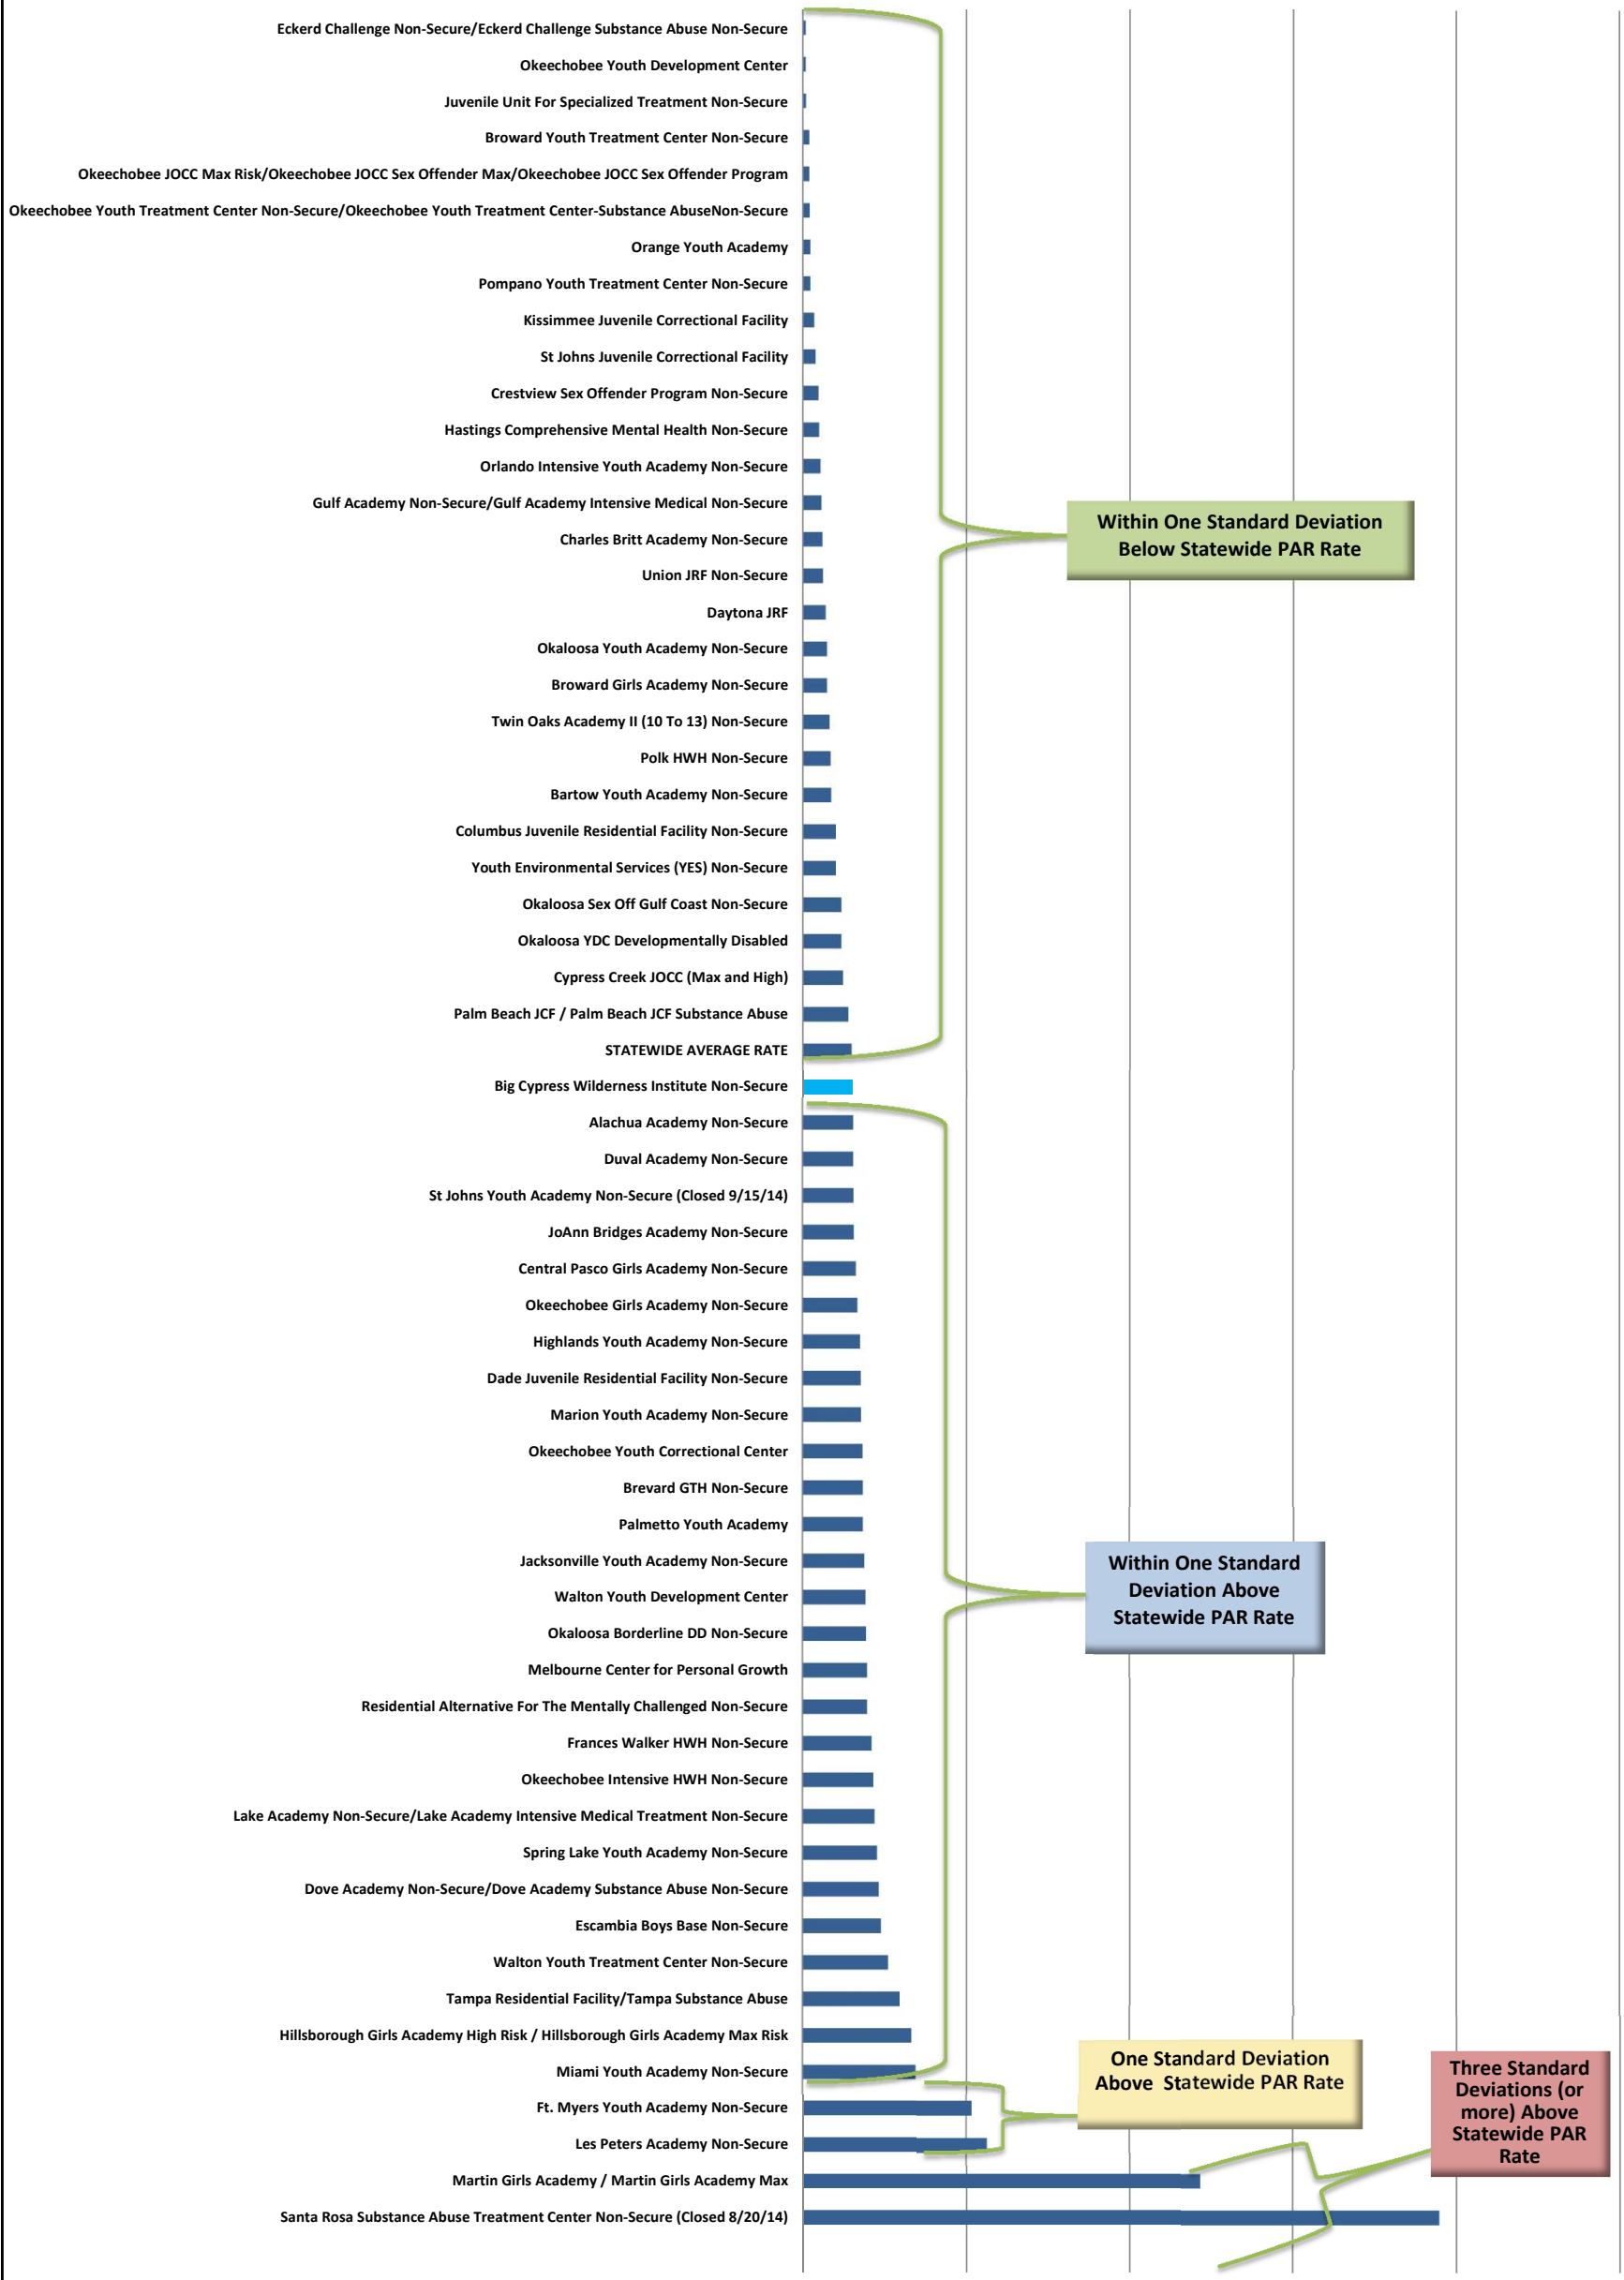 Eckerd Challenge Non-Secure/Eckerd Challenge Substance Abuse Non-Secure
Okeechobee Youth Development Center
Juvenile Unit For Specialized Treatment Non-Secure
Broward Youth Treatment Center Non-Secure
Okeechobee JOCC Max Risk/Okeechobee JOCC Sex Offender Max/Okeechobee JOCC Sex Offender Program
Okeechobee Youth Treatment Center Non-Secure/Okeechobee Youth Treatment Center-Substance AbuseNon-Secure
Orange Youth Academy
Pompano Youth Treatment Center Non-Secure
Kissimmee Juvenile Correctional Facility
St Johns Juvenile Correctional Facility
Crestview Sex Offender Program Non-Secure
Hastings Comprehensive Mental Health Non-Secure
Orlando Intensive Youth Academy Non-Secure
Gulf Academy Non-Secure/Gulf Academy Intensive Medical Non-Secure
Within One Standard Deviation
Below Statewide PAR Rate
Charles Britt Academy Non-Secure
Union JRF Non-Secure
Daytona JRF
Okaloosa Youth Academy Non-Secure
Broward Girls Academy Non-Secure
Twin Oaks Academy II (10 To 13) Non-Secure
Polk HWH Non-Secure
Bartow Youth Academy Non-Secure
Columbus Juvenile Residential Facility Non-Secure
Youth Environmental Services (YES) Non-Secure
Okaloosa Sex Off Gulf Coast Non-Secure
Okaloosa YDC Developmentally Disabled
Cypress Creek JOCC (Max and High)
Palm Beach JCF / Palm Beach JCF Substance Abuse
STATEWIDE AVERAGE RATE
Big Cypress Wilderness Institute Non-Secure
Alachua Academy Non-Secure
Duval Academy Non-Secure
St Johns Youth Academy Non-Secure (Closed 9/15/14)
JoAnn Bridges Academy Non-Secure
Central Pasco Girls Academy Non-Secure
Okeechobee Girls Academy Non-Secure
Highlands Youth Academy Non-Secure
Dade Juvenile Residential Facility Non-Secure
Marion Youth Academy Non-Secure
Okeechobee Youth Correctional Center
Brevard GTH Non-Secure
Palmetto Youth Academy
Jacksonville Youth Academy Non-Secure
Within One Standard
Deviation Above
Statewide PAR Rate
Walton Youth Development Center
Okaloosa Borderline DD Non-Secure
Melbourne Center for Personal Growth
Residential Alternative For The Mentally Challenged Non-Secure
Frances Walker HWH Non-Secure
Okeechobee Intensive HWH Non-Secure
Lake Academy Non-Secure/Lake Academy Intensive Medical Treatment Non-Secure
Spring Lake Youth Academy Non-Secure
Dove Academy Non-Secure/Dove Academy Substance Abuse Non-Secure
Escambia Boys Base Non-Secure
Walton Youth Treatment Center Non-Secure
Tampa Residential Facility/Tampa Substance Abuse
Hillsborough Girls Academy High Risk / Hillsborough Girls Academy Max Risk
Miami Youth Academy Non-Secure
One Standard Deviation
Above Statewide PAR Rate
Three Standard
Deviations (or
more) Above
Statewide PAR
Rate
Ft. Myers Youth Academy Non-Secure
Les Peters Academy Non-Secure
Martin Girls Academy / Martin Girls Academy Max
Santa Rosa Substance Abuse Treatment Center Non-Secure (Closed 8/20/14)